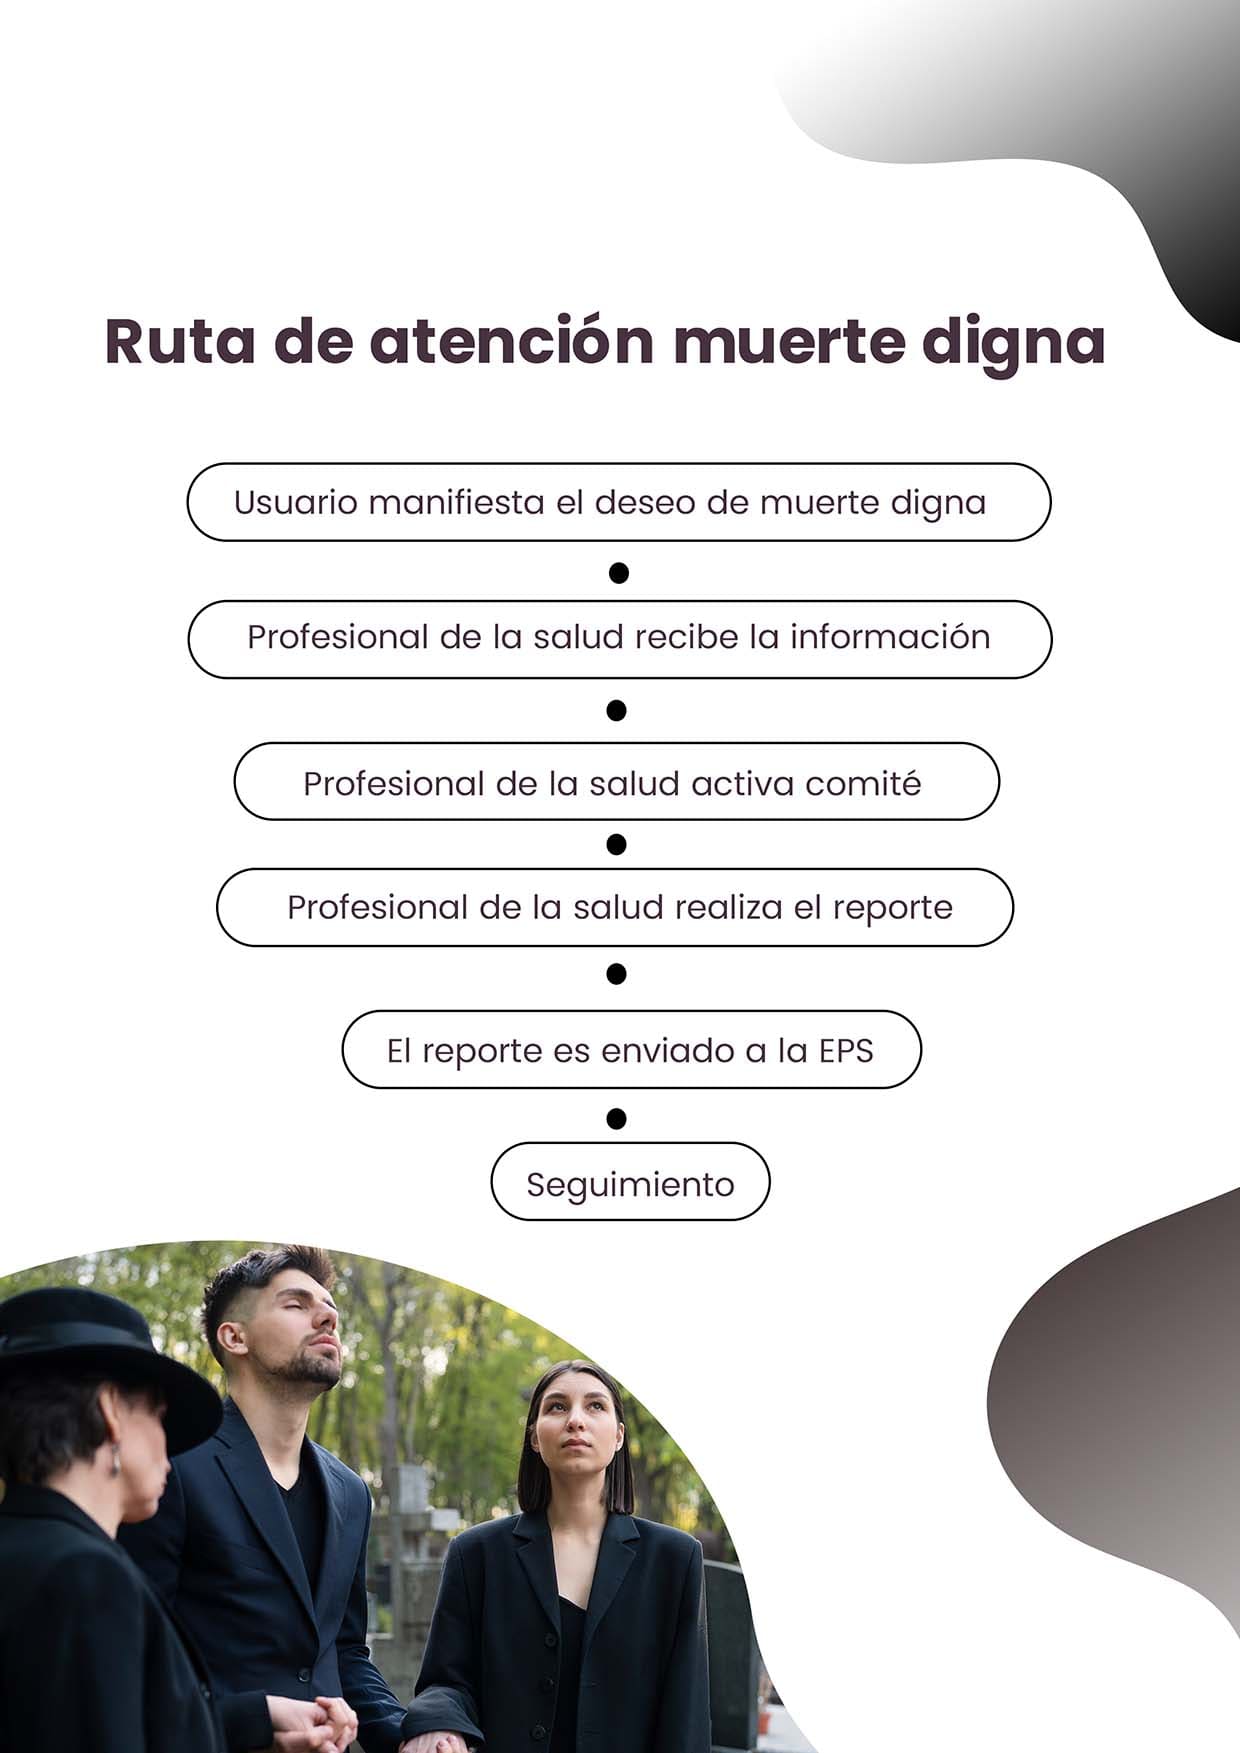 Ruta de atención muerte digna
Usuario manifiesta el deseo de muerte digna
Profesional de la salud recibe la información
Profesional de la salud activa comité
Profesional de la salud realiza el reporte
El reporte es enviado a la EPS
Seguimiento